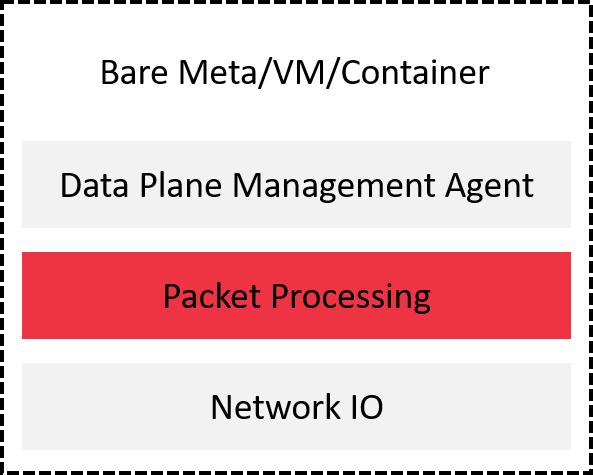 Bare Meta/VM/Container
Data Plane Management Agent
Packet Processing
Network IO